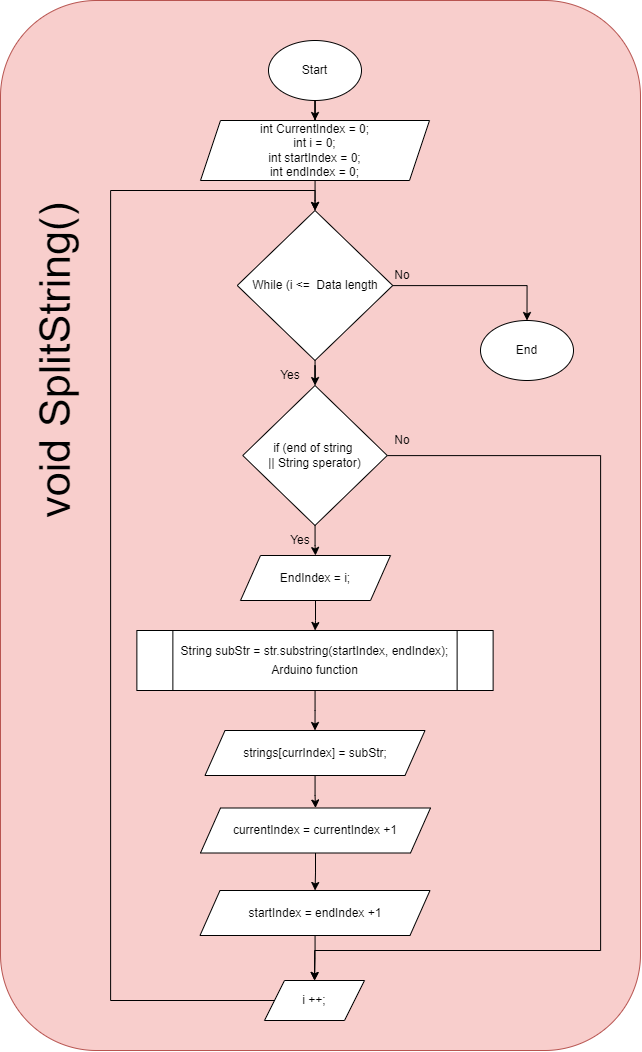 void SplitString()
Start
int CurrentIndex = 0;
int i = 0;
int startIndex = 0;
int endIndex = 0;
While (i <=  Data length
No
End
Yes
if (end of string
|| String sperator)
No
Yes
EndIndex = i;
String subStr = str.substring(startIndex, endIndex);
Arduino function
strings[currIndex] = subStr;
currentIndex = currentIndex +1
startIndex = endIndex +1
i ++;